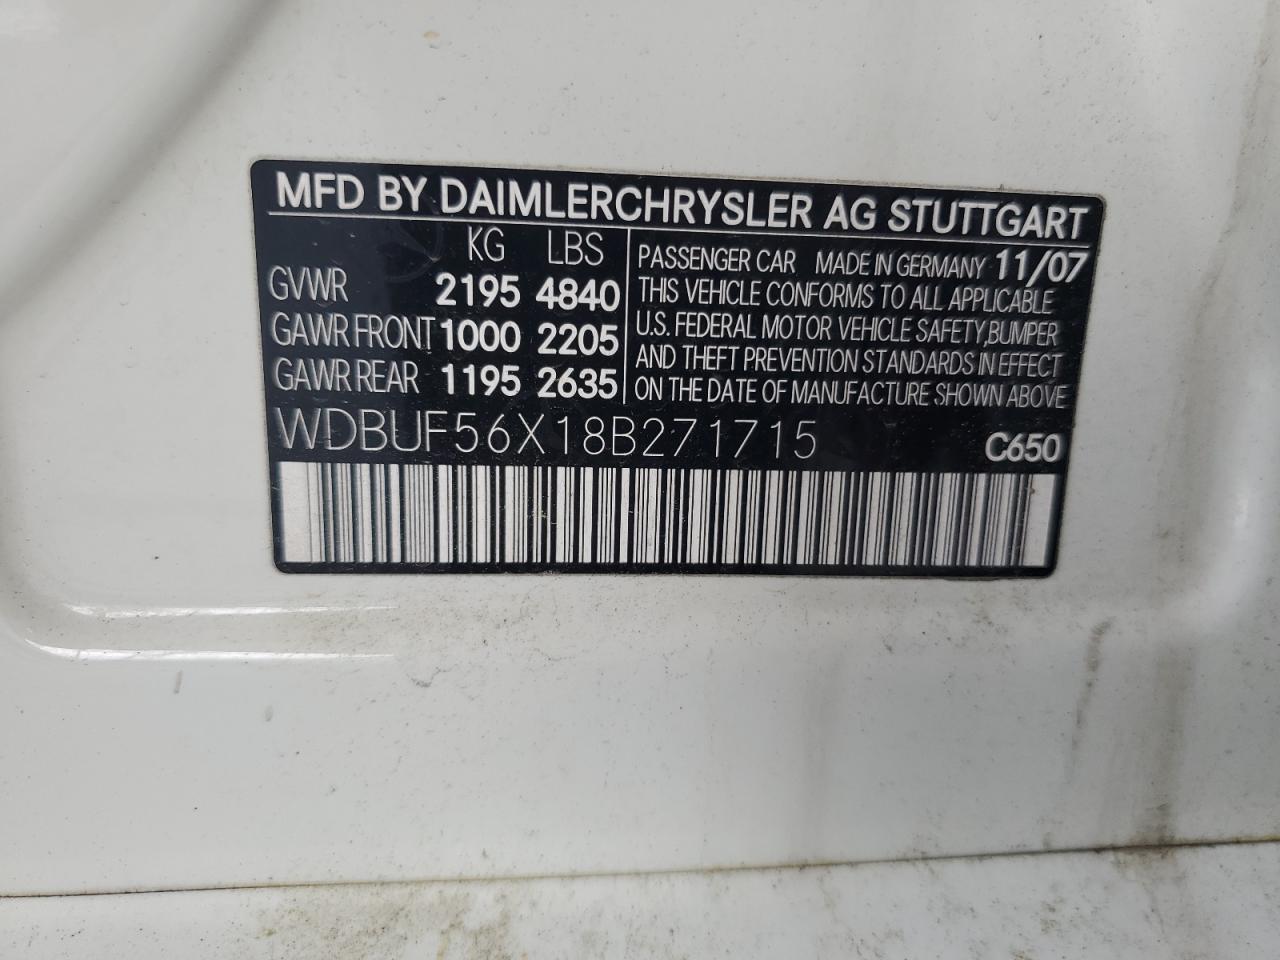 MFD BY DAIMLERCHRYSLER AG STUTTGART
KG LBS
GVWR 2195 4840
GAWR FRONT 1000 2205
GAWR REAR 1195 2635
PASSENGER CAR MADE IN GERMANY 11/07
THIS VEHICLE CONFORMS TO ALL APPLICABLE
U.S. FEDERAL MOTOR VEHICLE SAFETY,BUMPER
AND THEFT PREVENTION STANDARDS IN EFFECT
ON THE DATE OF MANUFACTURE SHOWN ABOVE
WDBUF56X18B271715 C650